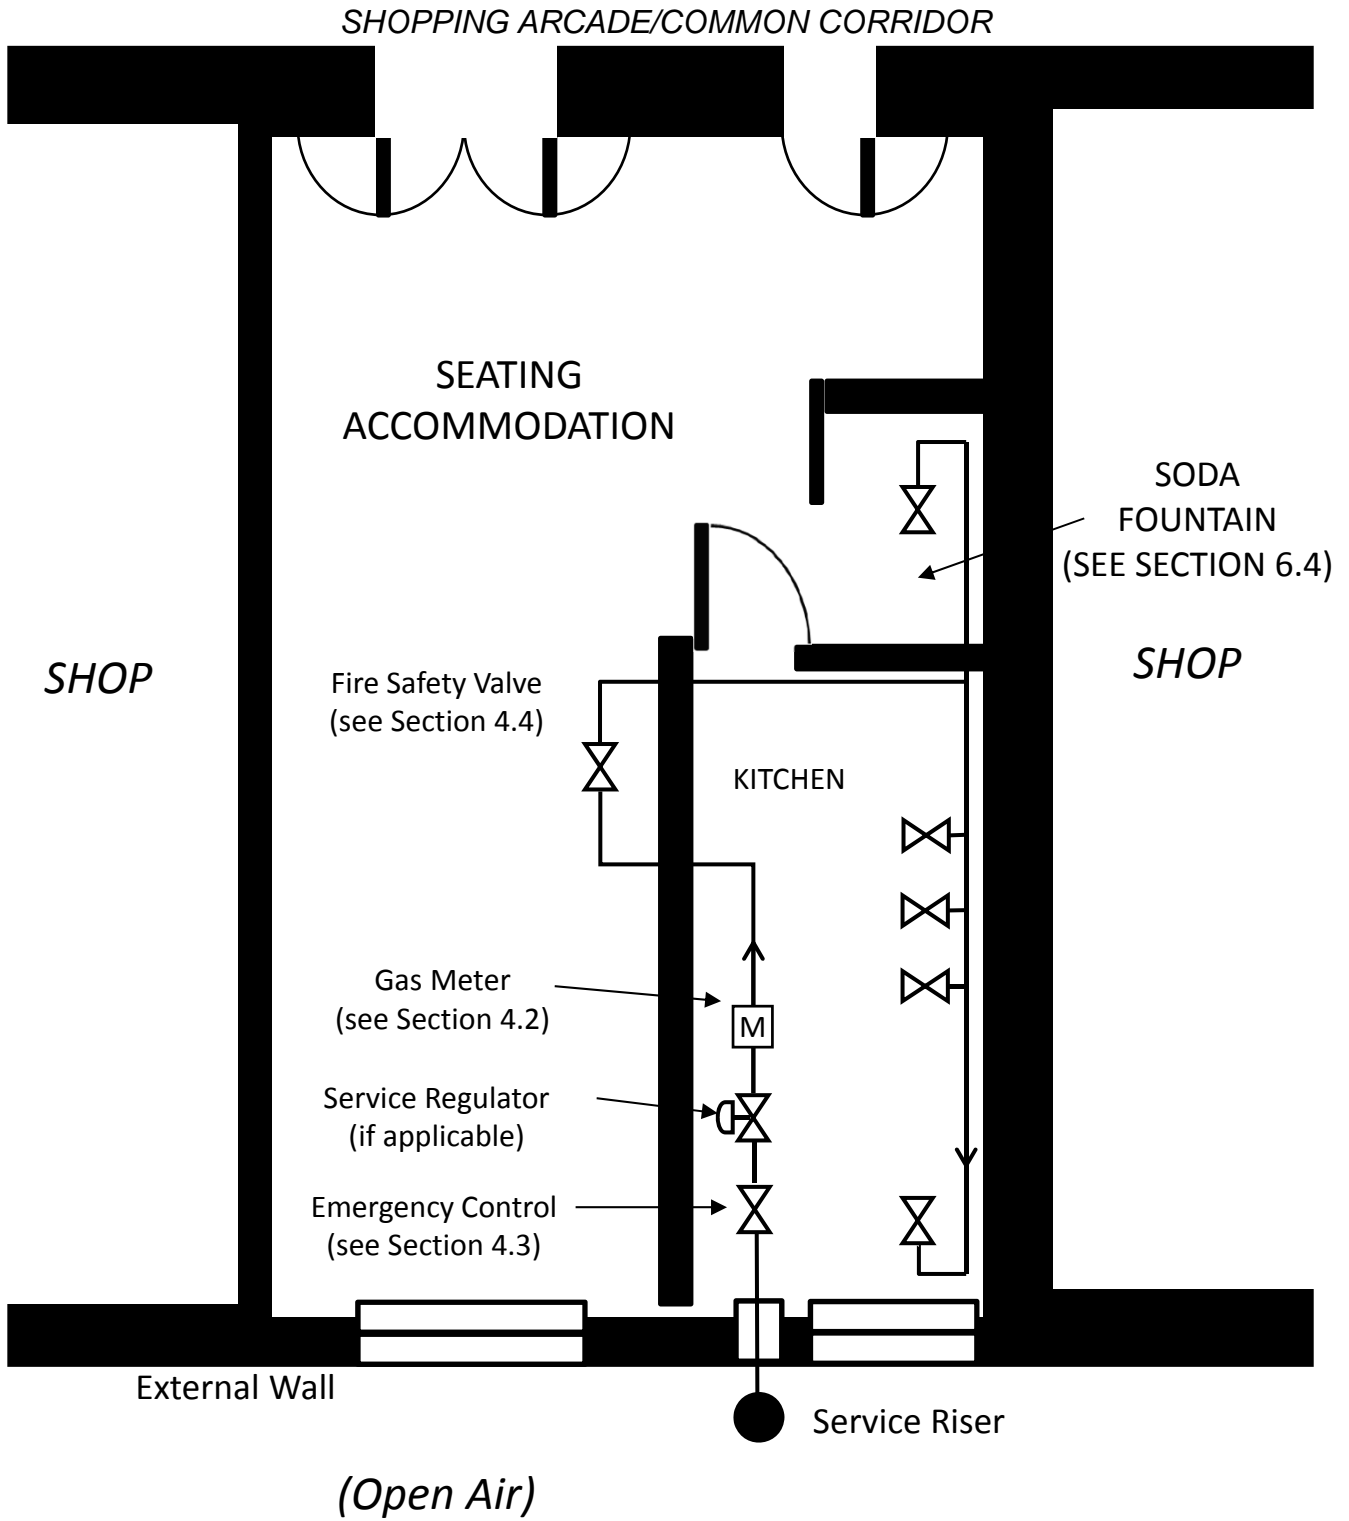 SHOPPING ARCADE/COMMON CORRIDOR
SEATING
ACCOMMODATION
SODA
FOUNTAIN
(SEE SECTION 6.4)
SHOP
SHOP
Fire Safety Valve
(see Section 4.4)
KITCHEN
Gas Meter
(see Section 4.2)
M
Service Regulator
(if applicable)
Emergency Control
(see Section 4.3)
External Wall
Service Riser
(Open Air)